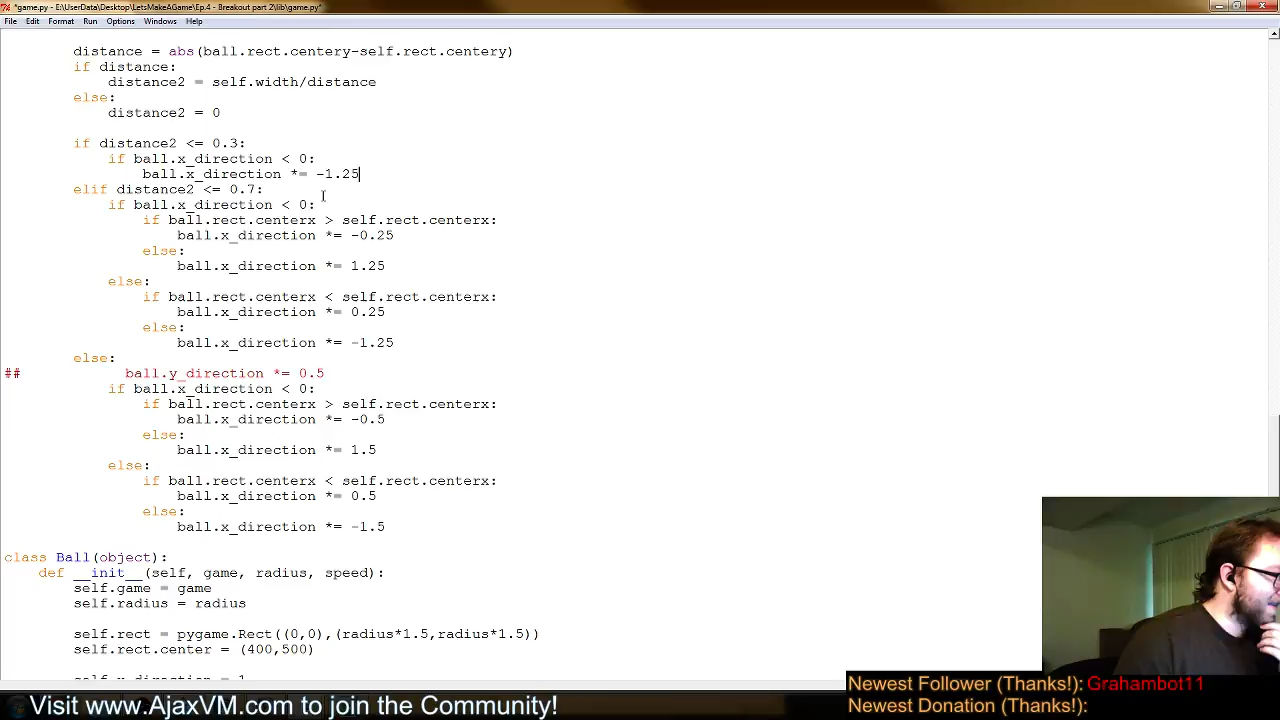 *game.py - E:\UserData\Desktop\LetsMakeAGame\Ep.4 - Breakout part 2\lib\game.py*
File Edit Format Run Options Windows Help
distance = abs(ball.rect.centery-self.rect.centery)
if distance:
distance2 = self.width/distance
else:
distance2 = 0
if distance2 <= 0.3:
if ball.x_direction < 0:
ball.x_direction *= -1.25
elif distance2 <= 0.7:
if ball.x_direction < 0:
if ball.rect.centerx > self.rect.centerx:
ball.x_direction *= -0.25
else:
ball.x_direction *= 1.25
else:
if ball.rect.centerx < self.rect.centerx:
ball.x_direction *= 0.25
else:
ball.x_direction *= -1.25
else:
## ball.y_direction *= 0.5
if ball.x_direction < 0:
if ball.rect.centerx > self.rect.centerx:
ball.x_direction *= -0.5
else:
ball.x_direction *= 1.5
else:
if ball.rect.centerx < self.rect.centerx:
ball.x_direction *= 0.5
else:
ball.x_direction *= -1.5
class Ball(object):
def __init__(self, game, radius, speed):
self.game = game
self.radius = radius
self.rect = pygame.Rect((0,0),(radius*1.5,radius*1.5))
self.rect.center = (400,500)
self.x_direction = 1
Newest Follower (Thanks!): Grahambot11
Visit www.AjaxVM.com to join the Community!
Newest Donation (Thanks!):